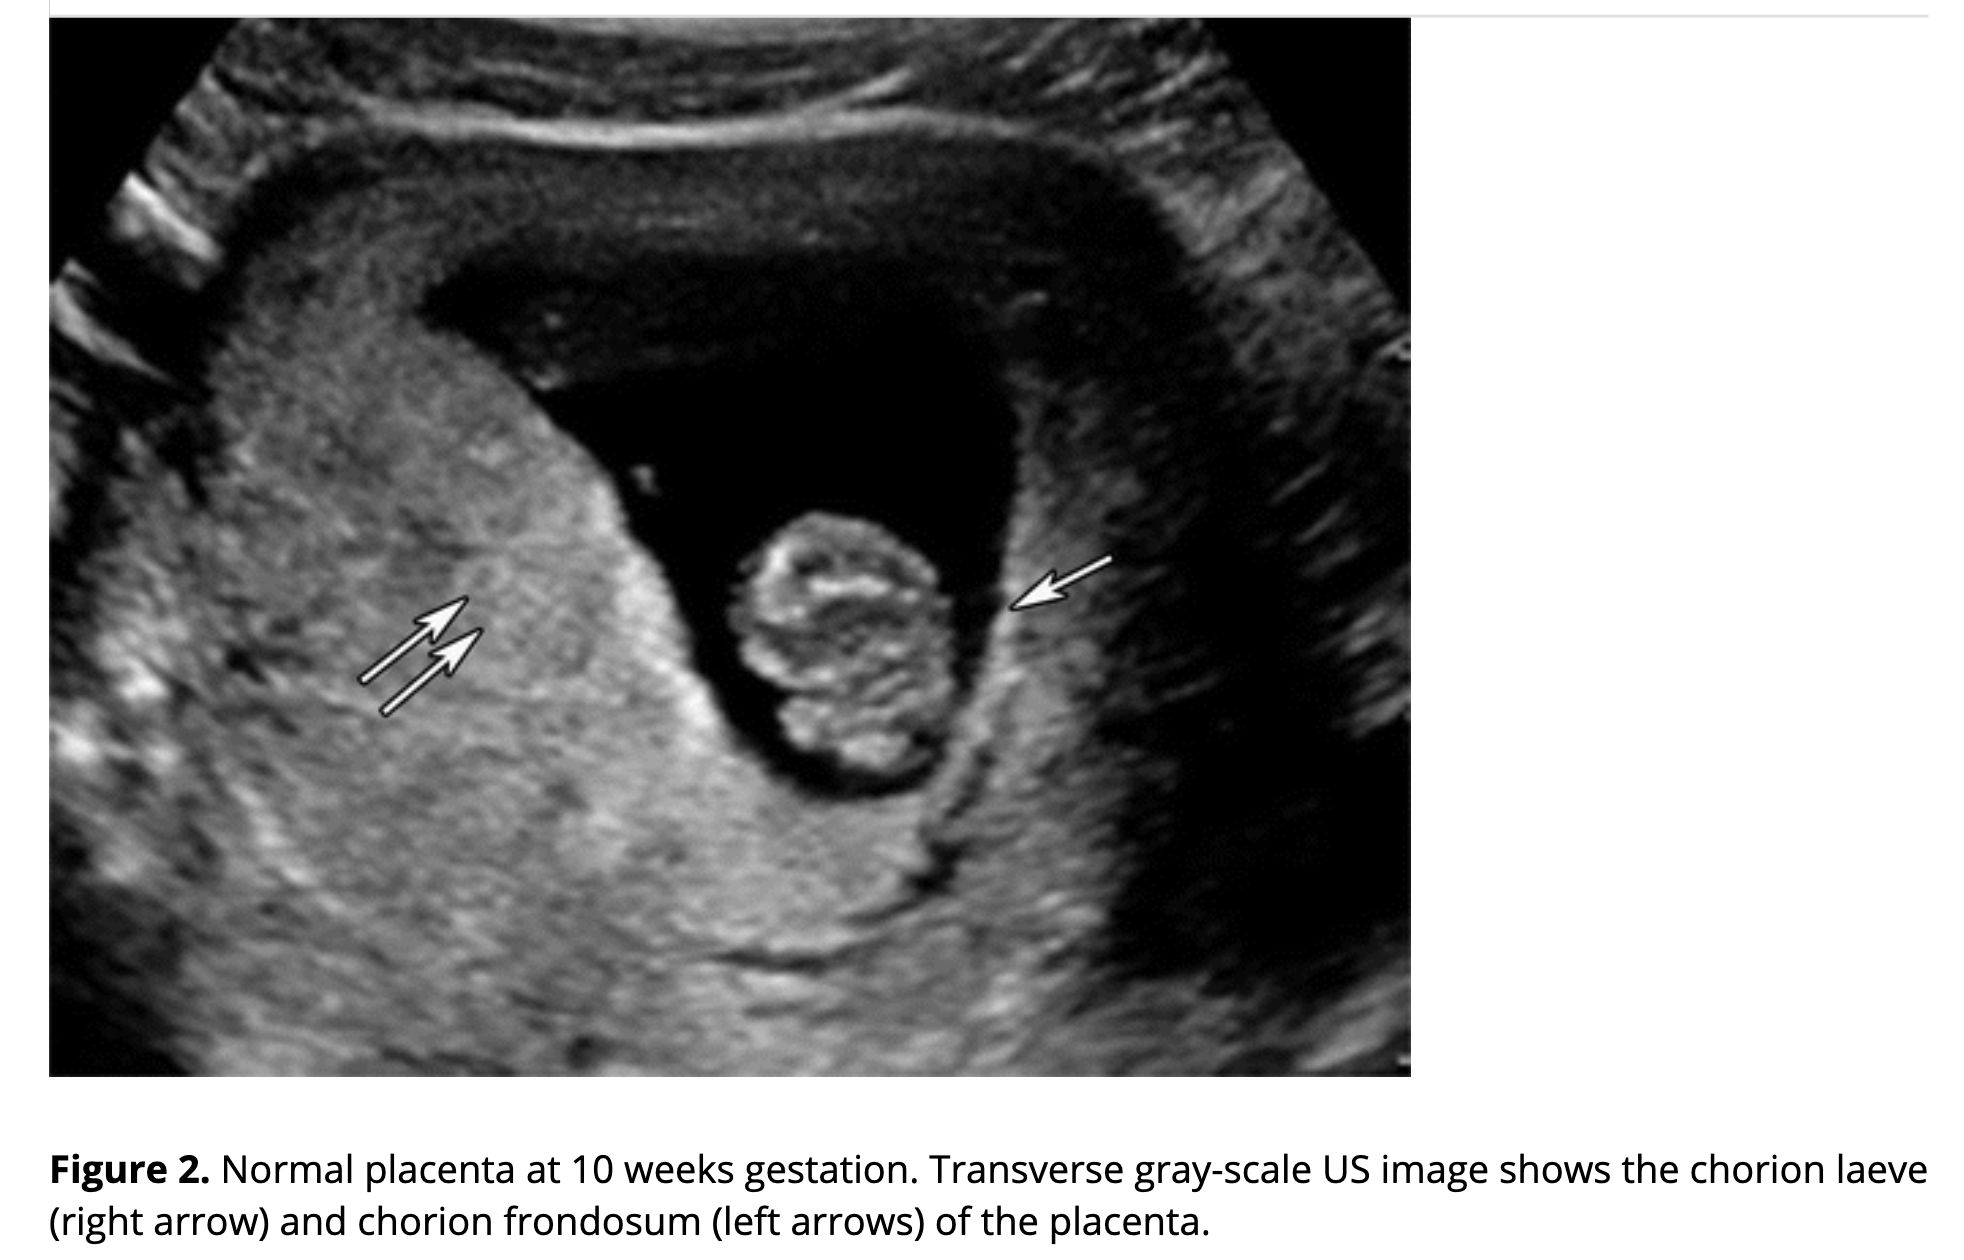 Figure 2. Normal placenta at 10 weeks gestation. Transverse gray-scale US image shows the chorion laeve
(right arrow) and chorion frondosum (left arrows) of the placenta.